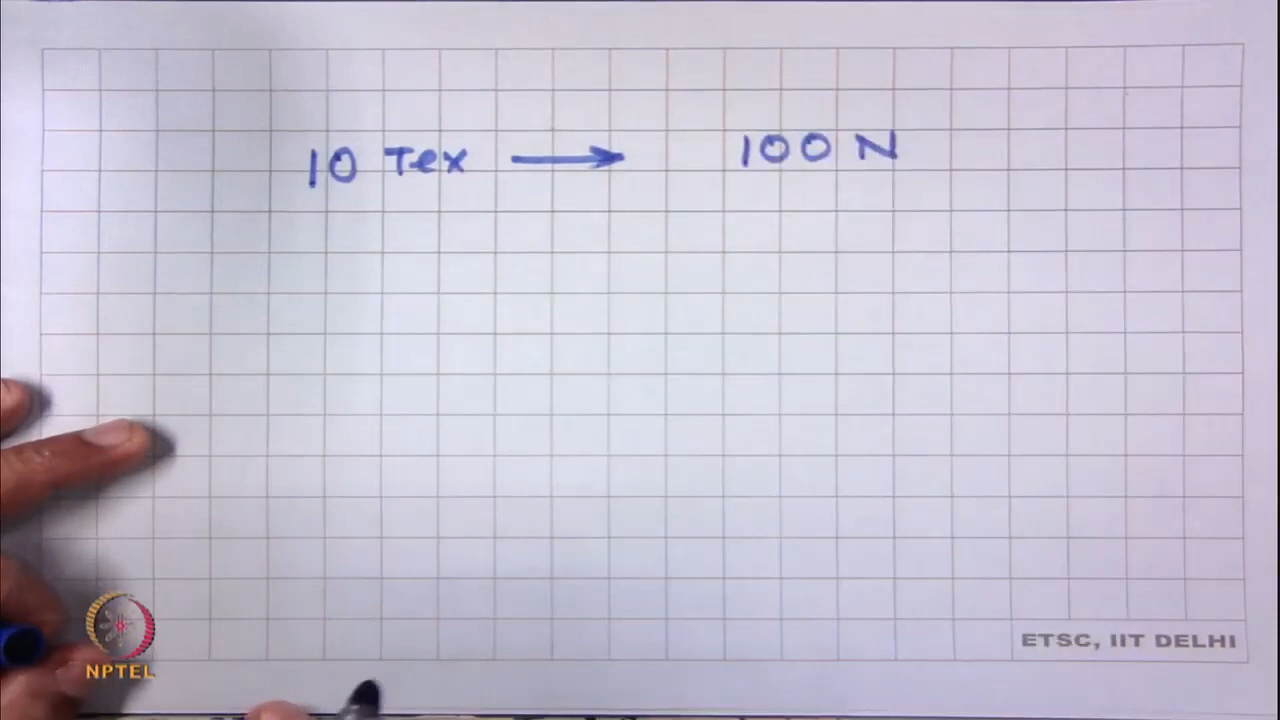 10 Tex → 100 N
NPTEL
ETSC, IIT DELHI